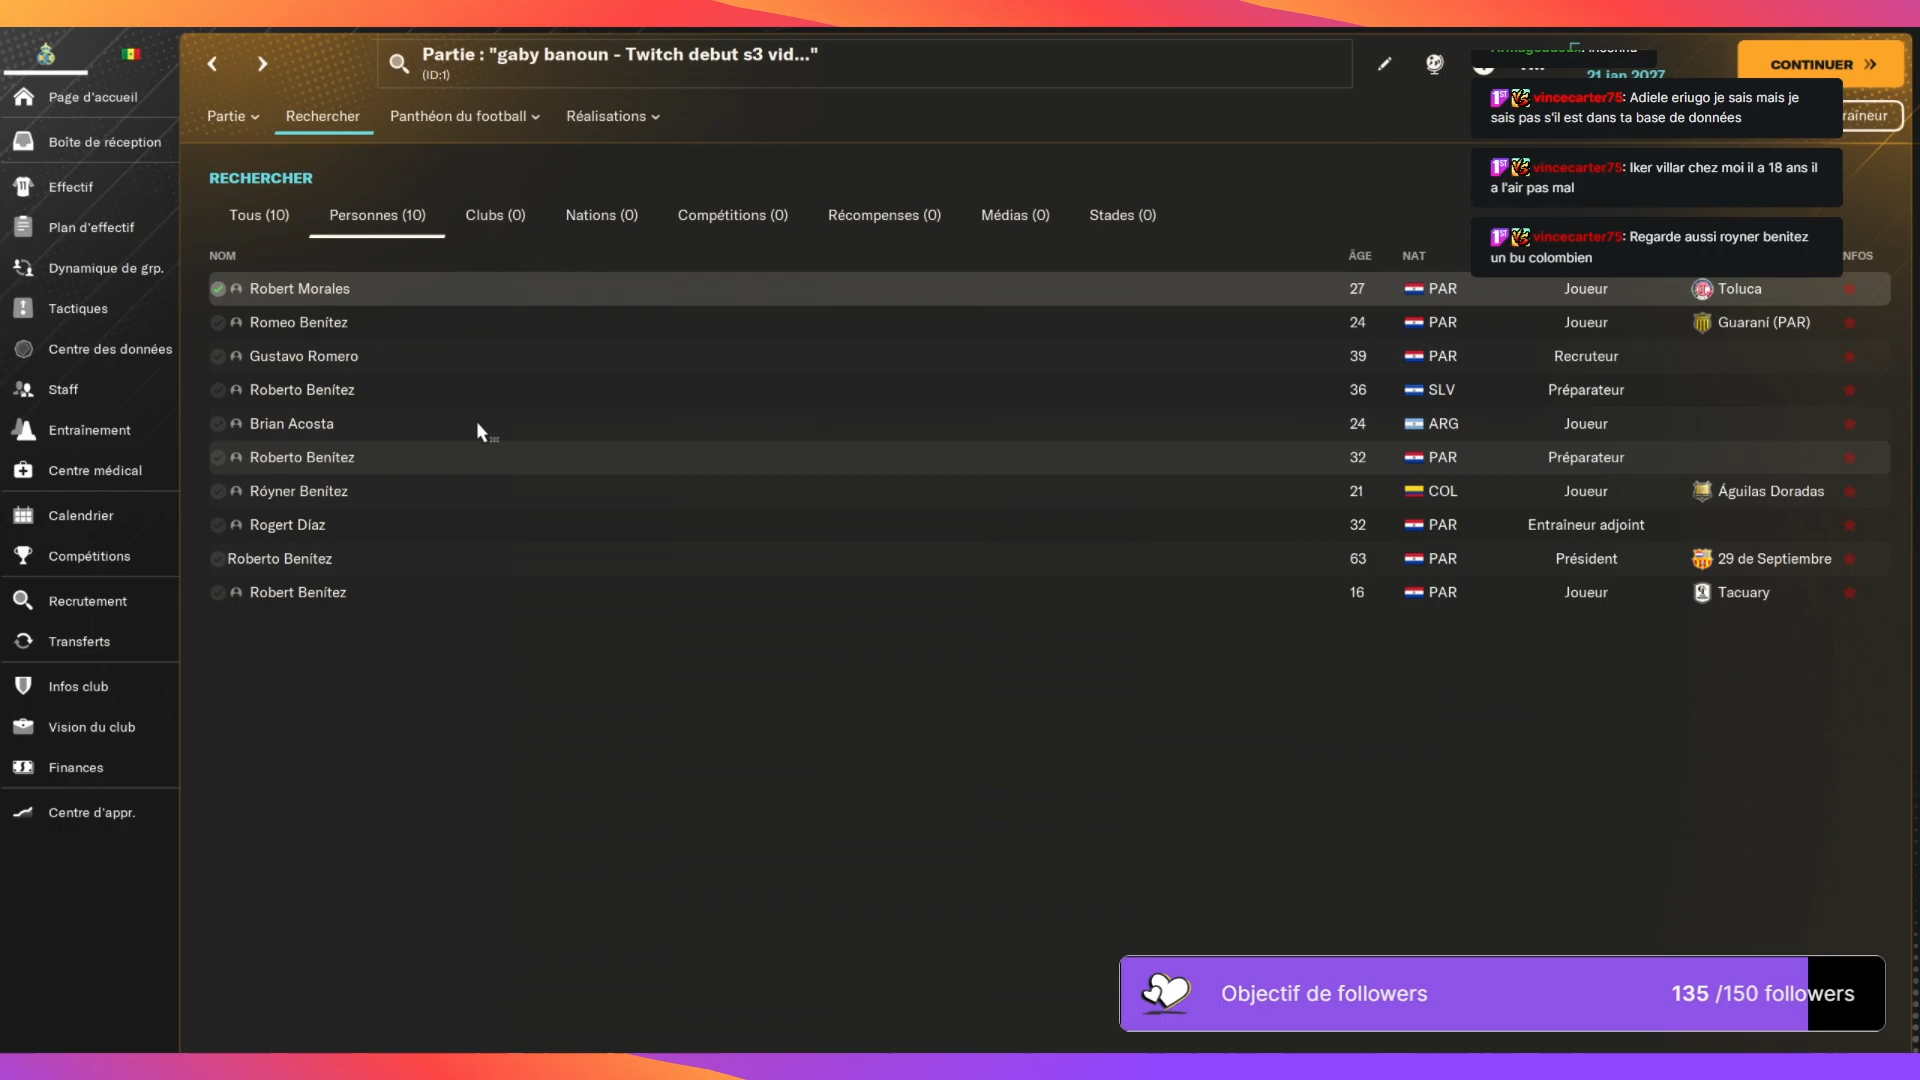 Partie : "gaby banoun - Twitch debut s3 vid..."
(ID:1)
21 jan 2027
CONTINUER
Partie
Rechercher
Panthéon du football
Réalisations
raîneur
Page d'accueil
Boîte de réception
Effectif
Plan d'effectif
Dynamique de grp.
Tactiques
Centre des données
Staff
Entraînement
Centre médical
Calendrier
Compétitions
Recrutement
Transferts
Infos club
Vision du club
Finances
Centre d'appr.
vincecarter75: Adiele eriugo je sais mais je
sais pas s'il est dans ta base de données
vincecarter75: Iker villar chez moi il a 18 ans il
a l'air pas mal
vincecarter75: Regarde aussi royner benitez
un bu colombien
RECHERCHER
Tous (10) Personnes (10) Clubs (0) Nations (0) Compétitions (0) Récompenses (0) Médias (0) Stades (0)
NOM ÂGE NAT NFOS
Robert Morales 27 PAR Joueur Toluca
Romeo Benítez 24 PAR Joueur Guaraní (PAR)
Gustavo Romero 39 PAR Recruteur
Roberto Benítez 36 SLV Préparateur
Brian Acosta 24 ARG Joueur
Roberto Benítez 32 PAR Préparateur
Róyner Benítez 21 COL Joueur Águilas Doradas
Rogert Díaz 32 PAR Entraîneur adjoint
Roberto Benítez 63 PAR Président 29 de Septiembre
Robert Benítez 16 PAR Joueur Tacuary
Objectif de followers 135 /150 followers